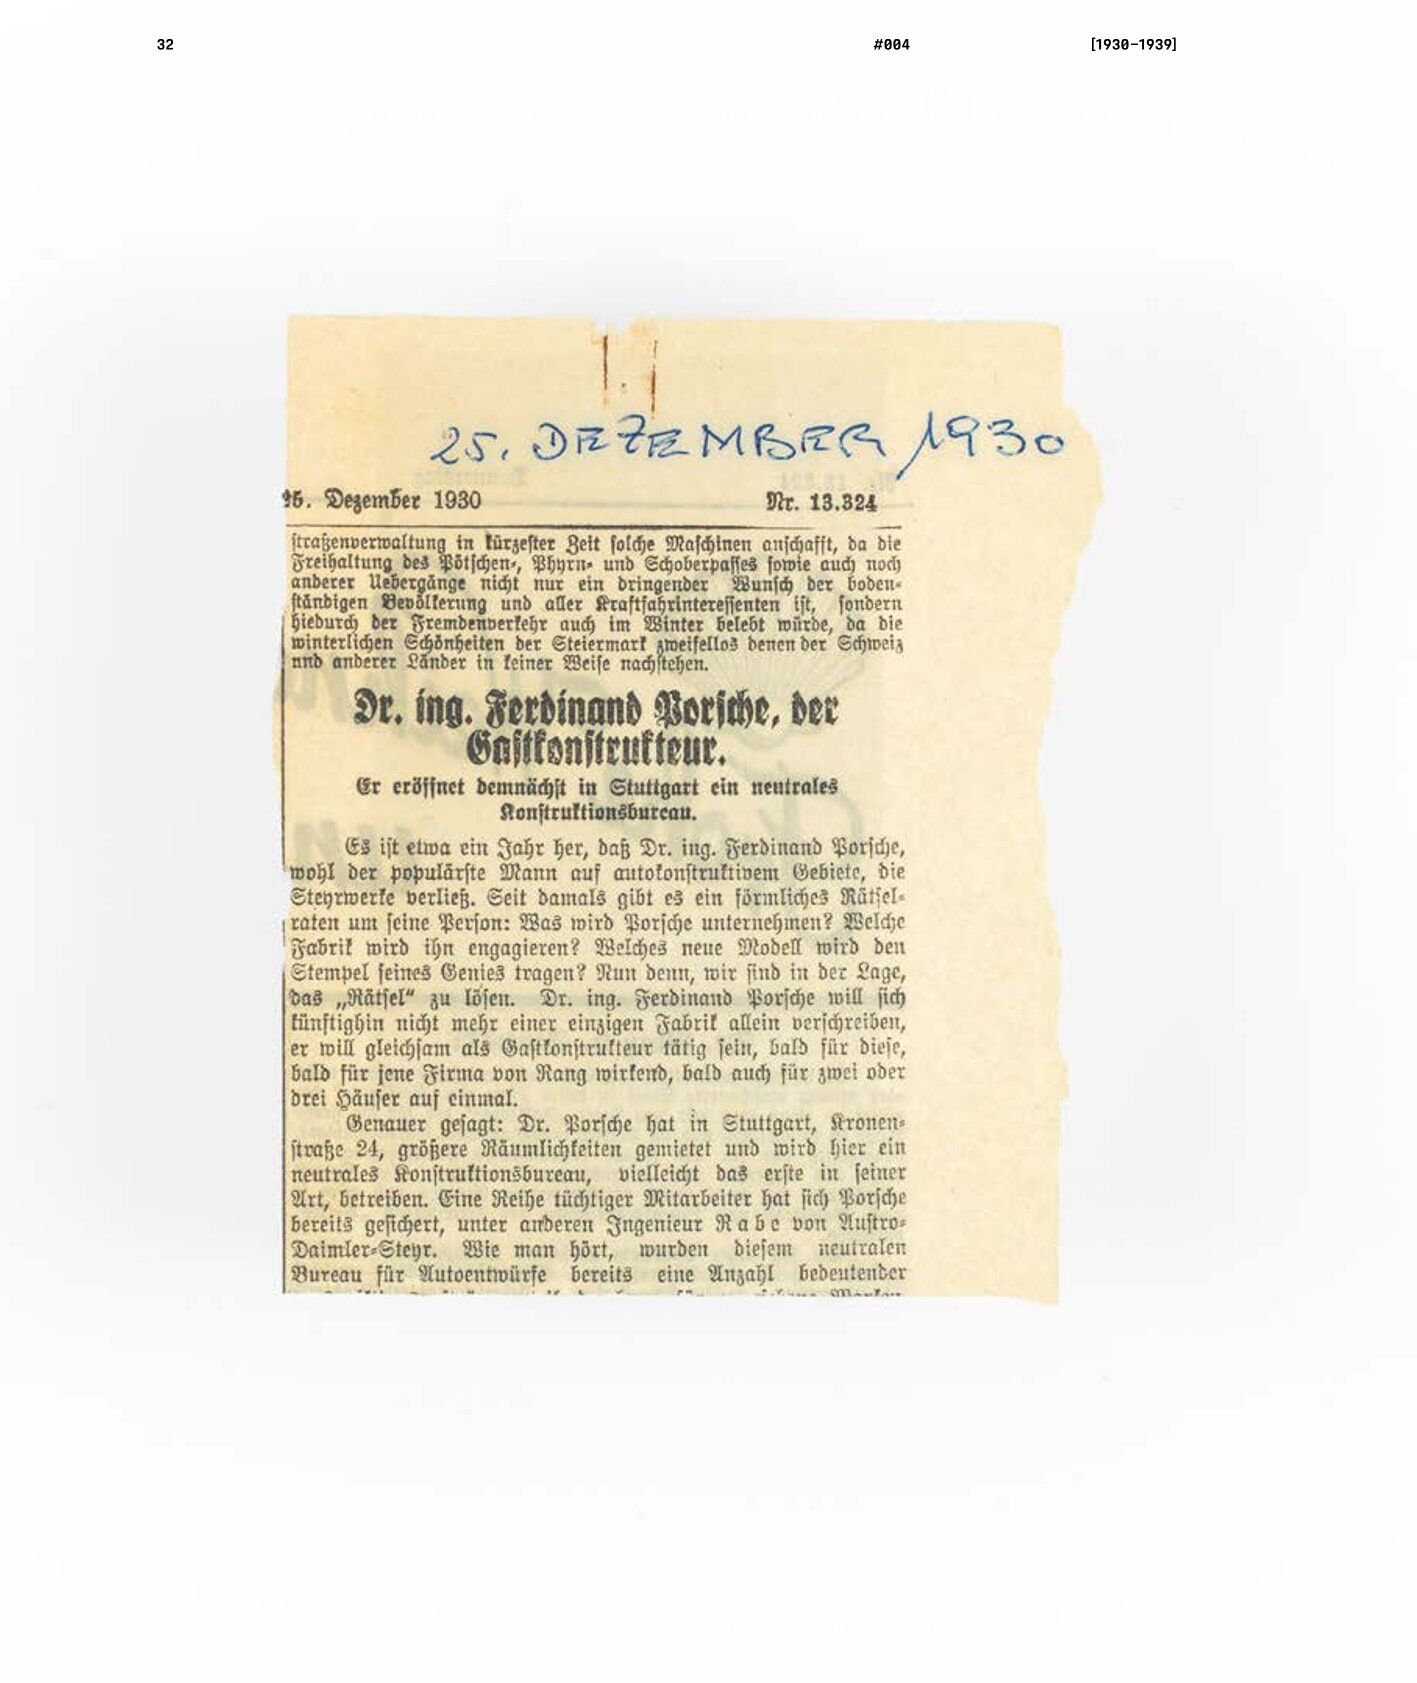 32 #004 [1930–1939]
25. DEZEMBER 1930
25. Dezember 1930 Nr. 13.324
ſtraßenverwaltung in kürzeſter Zeit ſolche Maſchinen anſchafft, da die
Freihaltung des Pötſchen-, Phyrn- und Schoberpaſſes ſowie auch noch
anderer Uebergänge nicht nur ein dringender Wunſch der boden-
ſtändigen Bevölkerung und aller Kraftfahrintereſſenten iſt, ſondern
hiedurch der Fremdenverkehr auch im Winter belebt würde, da die
winterlichen Schönheiten der Steiermark zweifellos denen der Schweiz
und anderer Länder in keiner Weiſe nachſtehen.
Dr. ing. Ferdinand Porſche, der
Gaſtkonſtrukteur.
Er eröffnet demnächſt in Stuttgart ein neutrales
Konſtruktionsbureau.
Es iſt etwa ein Jahr her, daß Dr. ing. Ferdinand Porſche,
wohl der populärſte Mann auf autokonſtruktivem Gebiete, die
Steyrwerke verließ. Seit damals gibt es ein förmliches Rätſel-
raten um ſeine Perſon: Was wird Porſche unternehmen? Welche
Fabrik wird ihn engagieren? Welches neue Modell wird den
Stempel ſeines Genies tragen? Nun denn, wir ſind in der Lage,
das „Rätſel“ zu löſen. Dr. ing. Ferdinand Porſche will ſich
künftighin nicht mehr einer einzigen Fabrik allein verſchreiben,
er will gleichſam als Gaſtkonſtrukteur tätig ſein, bald für dieſe,
bald für jene Firma von Rang wirkend, bald auch für zwei oder
drei Häuſer auf einmal.
Genauer geſagt: Dr. Porſche hat in Stuttgart, Kronen-
ſtraße 24, größere Räumlichkeiten gemietet und wird hier ein
neutrales Konſtruktionsbureau, vielleicht das erſte in ſeiner
Art, betreiben. Eine Reihe tüchtiger Mitarbeiter hat ſich Porſche
bereits geſichert, unter anderen Ingenieur Rabe von Auſtro-
Daimler-Steyr. Wie man hört, wurden dieſem neutralen
Bureau für Autoentwürfe bereits eine Anzahl bedeutender